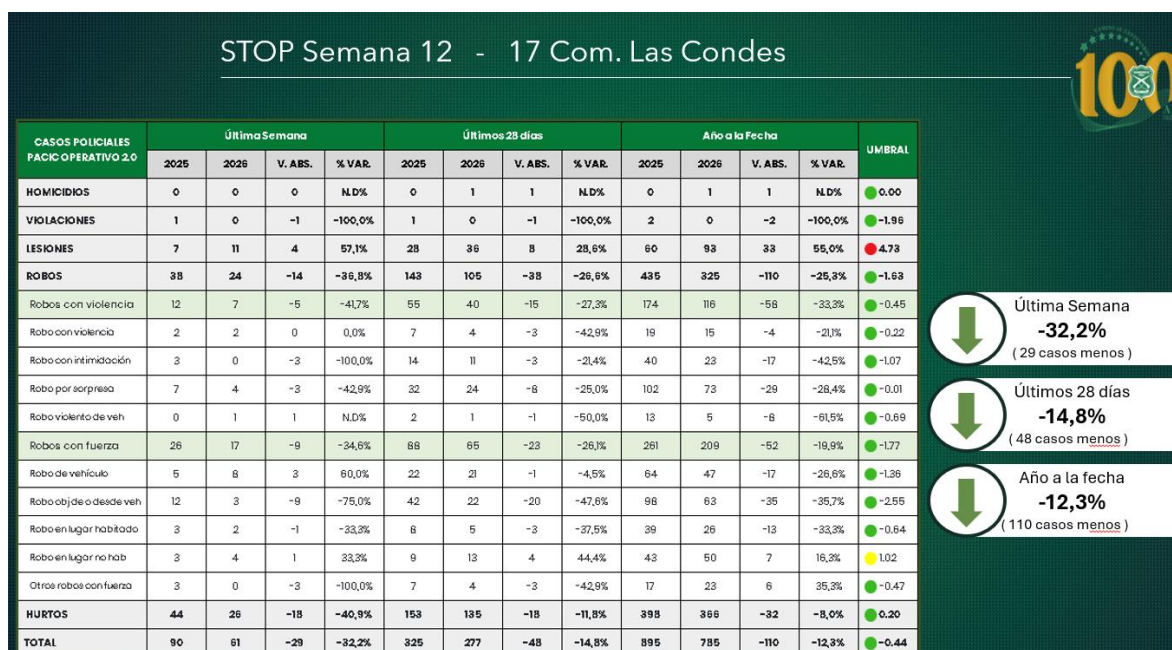 STOP Semana 12 - 17 Com. Las Condes
100
CASOS POLICIALES PACIC OPERATIVO 2.0 Última Semana Últimos 28 días Año a la Fecha UMBRAL
2025 2026 V. ABS. % VAR. 2025 2026 V. ABS. % VAR. 2025 2026 V. ABS. % VAR.
HOMICIDIOS 0 0 0 N.D% 0 1 1 N.D% 0 1 1 N.D% 0.00
VIOLACIONES 1 0 -1 -100,0% 1 0 -1 -100,0% 2 0 -2 -100,0% -1.96
LESIONES 7 11 4 57,1% 28 36 8 28,6% 60 93 33 55,0% 4.73
ROBOS 38 24 -14 -36,8% 143 105 -38 -26,6% 435 325 -110 -25,3% -1.63
Robos con violencia 12 7 -5 -41,7% 55 40 -15 -27,3% 174 116 -58 -33,3% -0.45
Robo con violencia 2 2 0 0,0% 7 4 -3 -42,9% 19 15 -4 -21,1% -0.22
Robo con intimidación 3 0 -3 -100,0% 14 11 -3 -21,4% 40 23 -17 -42,5% -1.07
Robo por sorpresa 7 4 -3 -42,9% 32 24 -8 -25,0% 102 73 -29 -28,4% -0.01
Robo violento de veh 0 1 1 N.D% 2 1 -1 -50,0% 13 5 -8 -61,5% -0.69
Robos con fuerza 26 17 -9 -34,6% 88 65 -23 -26,1% 261 209 -52 -19,9% -1.77
Robo de vehículo 5 8 3 60,0% 22 21 -1 -4,5% 64 47 -17 -26,6% -1.36
Robo obj de o desde veh 12 3 -9 -75,0% 42 22 -20 -47,6% 98 63 -35 -35,7% -2.55
Robo en lugar habitado 3 2 -1 -33,3% 8 5 -3 -37,5% 39 26 -13 -33,3% -0.64
Robo en lugar no hab 3 4 1 33,3% 9 13 4 44,4% 43 50 7 16,3% 1.02
Otros robos con fuerza 3 0 -3 -100,0% 7 4 -3 -42,9% 17 23 6 35,3% -0.47
HURTOS 44 26 -18 -40,9% 153 135 -18 -11,8% 398 366 -32 -8,0% 0.20
TOTAL 90 61 -29 -32,2% 325 277 -48 -14,8% 895 785 -110 -12,3% -0.44
Última Semana
-32,2%
( 29 casos menos )
Últimos 28 días
-14,8%
( 48 casos menos )
Año a la fecha
-12,3%
( 110 casos menos )